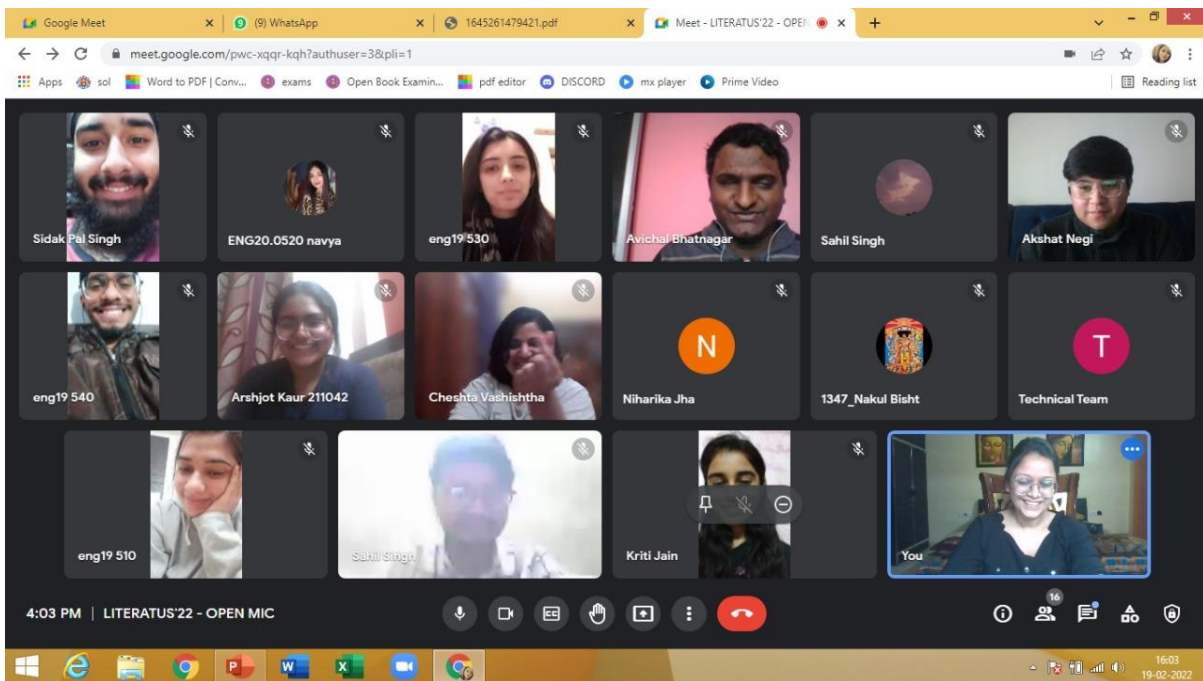 Google Meet
(9) WhatsApp
1645261479421.pdf
Meet - LITERATUS'22 - OPEN
meet.google.com/pwc-xqqr-kqh?authuser=3&pli=1
Apps sol Word to PDF | Conv... exams Open Book Examin... pdf editor DISCORD mx player Prime Video Reading list
Sidak Pal Singh
ENG20.0520 navya
eng19 530
Avichal Bhatnagar
Sahil Singh
Akshat Negi
eng19 540
Arshjot Kaur 211042
Cheshta Vashishtha
N
Niharika Jha
1347_Nakul Bisht
T
Technical Team
eng19 510
Sahil Singh
Kriti Jain
You
4:03 PM | LITERATUS'22 - OPEN MIC
16
16:03
19-02-2022